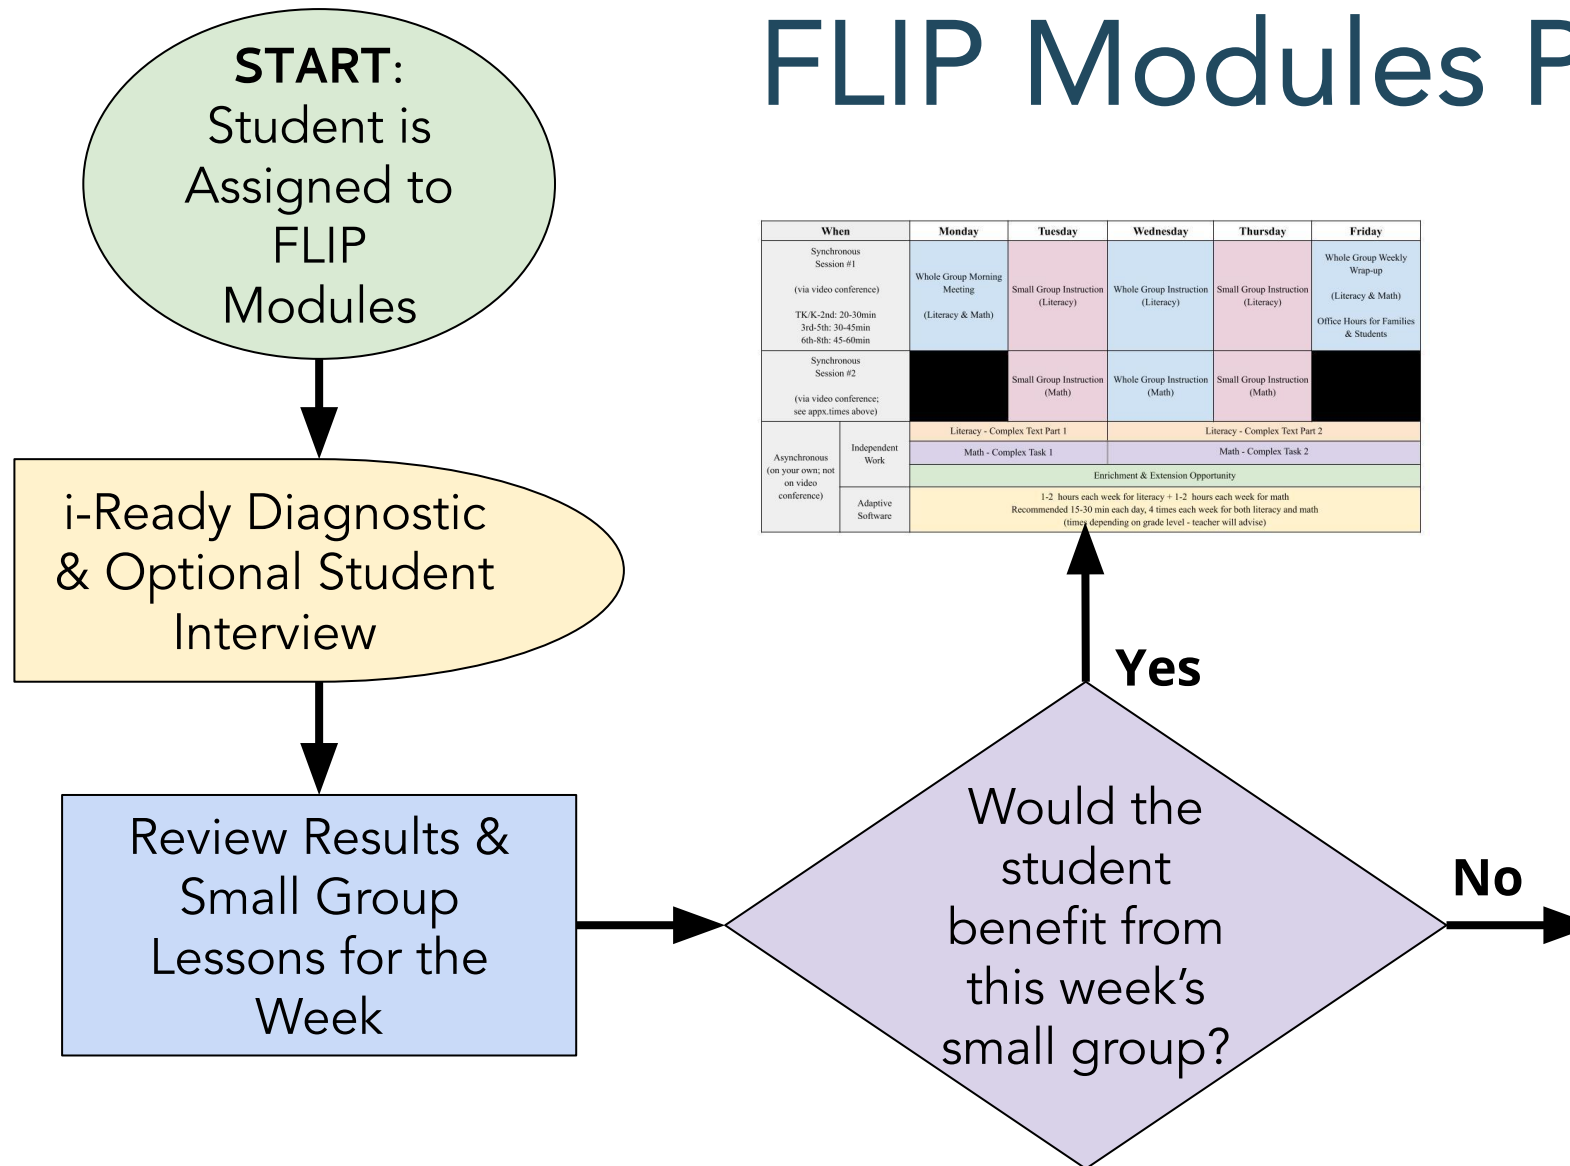 FLIP Modules P
START:
Student is
Assigned to
FLIP
Modules
i-Ready Diagnostic
& Optional Student
Interview
Review Results &
Small Group
Lessons for the
Week
When
Monday
Tuesday
Wednesday
Thursday
Friday
Synchronous
Session #1
(via video conference)
TK/K-2nd: 20-30min
3rd-5th: 30-45min
6th-8th: 45-60min
Whole Group Morning
Meeting
(Literacy & Math)
Small Group Instruction
(Literacy)
Whole Group Instruction
(Literacy)
Small Group Instruction
(Literacy)
Whole Group Weekly
Wrap-up
(Literacy & Math)
Office Hours for Families
& Students
Synchronous
Session #2
(via video conference;
see appx.times above)
Small Group Instruction
(Math)
Whole Group Instruction
(Math)
Small Group Instruction
(Math)
Asynchronous
(on your own; not
on video
conference)
Independent
Work
Literacy - Complex Text Part 1
Literacy - Complex Text Part 2
Math - Complex Task 1
Math - Complex Task 2
Enrichment & Extension Opportunity
Adaptive
Software
1-2 hours each week for literacy + 1-2 hours each week for math
Recommended 15-30 min each day, 4 times each week for both literacy and math
(times depending on grade level - teacher will advise)
Yes
Would the
student
benefit from
this week's
small group?
No